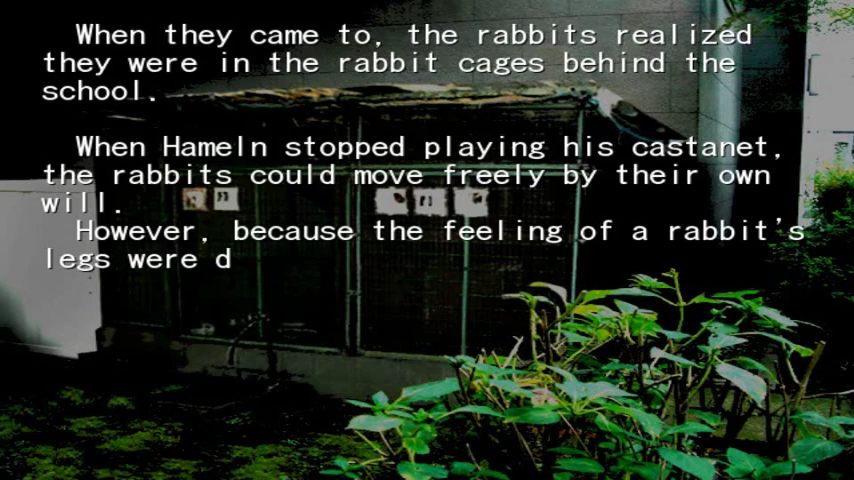 When they came to, the rabbits realized
they were in the rabbit cages behind the
school.
When Hameln stopped playing his castanet,
the rabbits could move freely by their own
will.
However, because the feeling of a rabbit's
legs were d